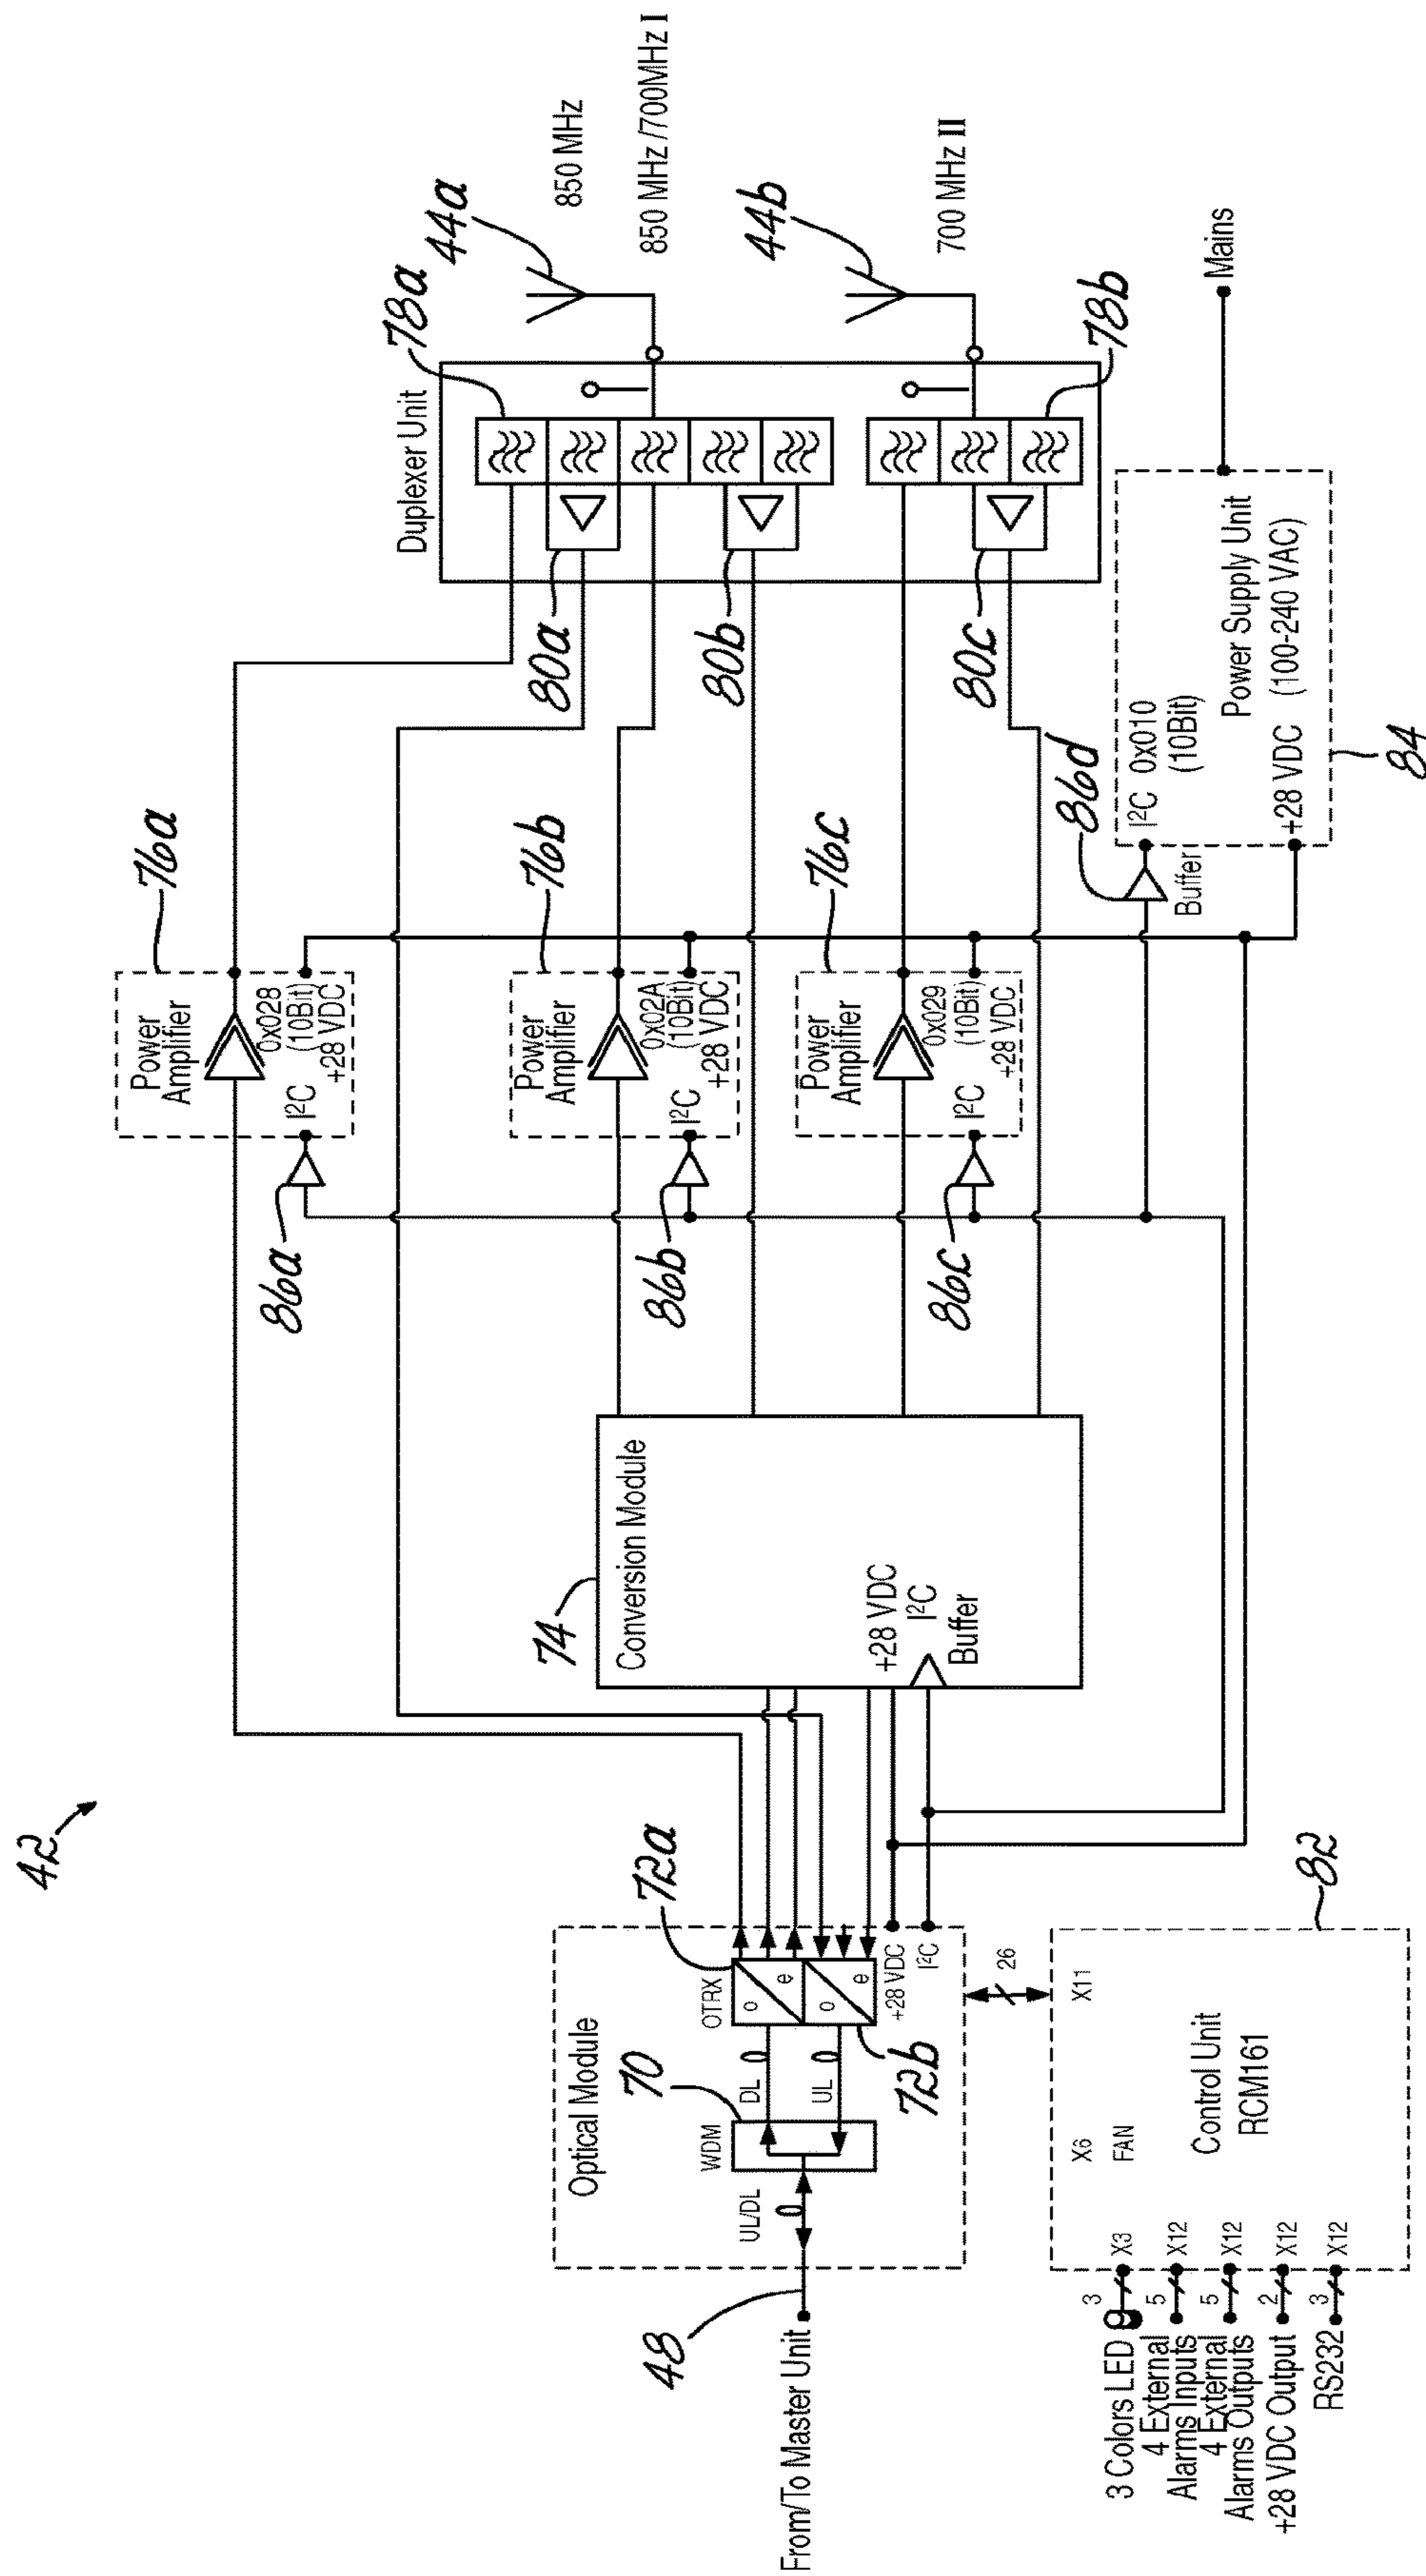 42
From/To Master Unit
48
Optical Module
UL/DL
WDM
70
DL
UL
OTRX
o
e
o
e
72a
72b
+28 VDC
I²C
26
82
X11
X6
FAN
Control Unit
RCM161
X3
X12
X12
X12
X12
3
5
5
2
3
3 Colors LED
4 External
Alarms Inputs
4 External
Alarms Outputs
+28 VDC Output
RS232
74
Conversion Module
+28 VDC
I²C
Buffer
76a
Power
Amplifier
0x028
(10Bit)
+28 VDC
I²C
86a
76b
Power
Amplifier
0x02A
(10Bit)
+28 VDC
I²C
86b
76c
Power
Amplifier
0x029
(10Bit)
+28 VDC
I²C
86c
86d
Buffer
I²C 0x010
(10Bit)
Power Supply Unit
+28 VDC (100-240 VAC)
84
Mains
Duplexer Unit
78a
78b
80a
80b
80c
44a
44b
850 MHz
850 MHz /700MHz I
700 MHz II